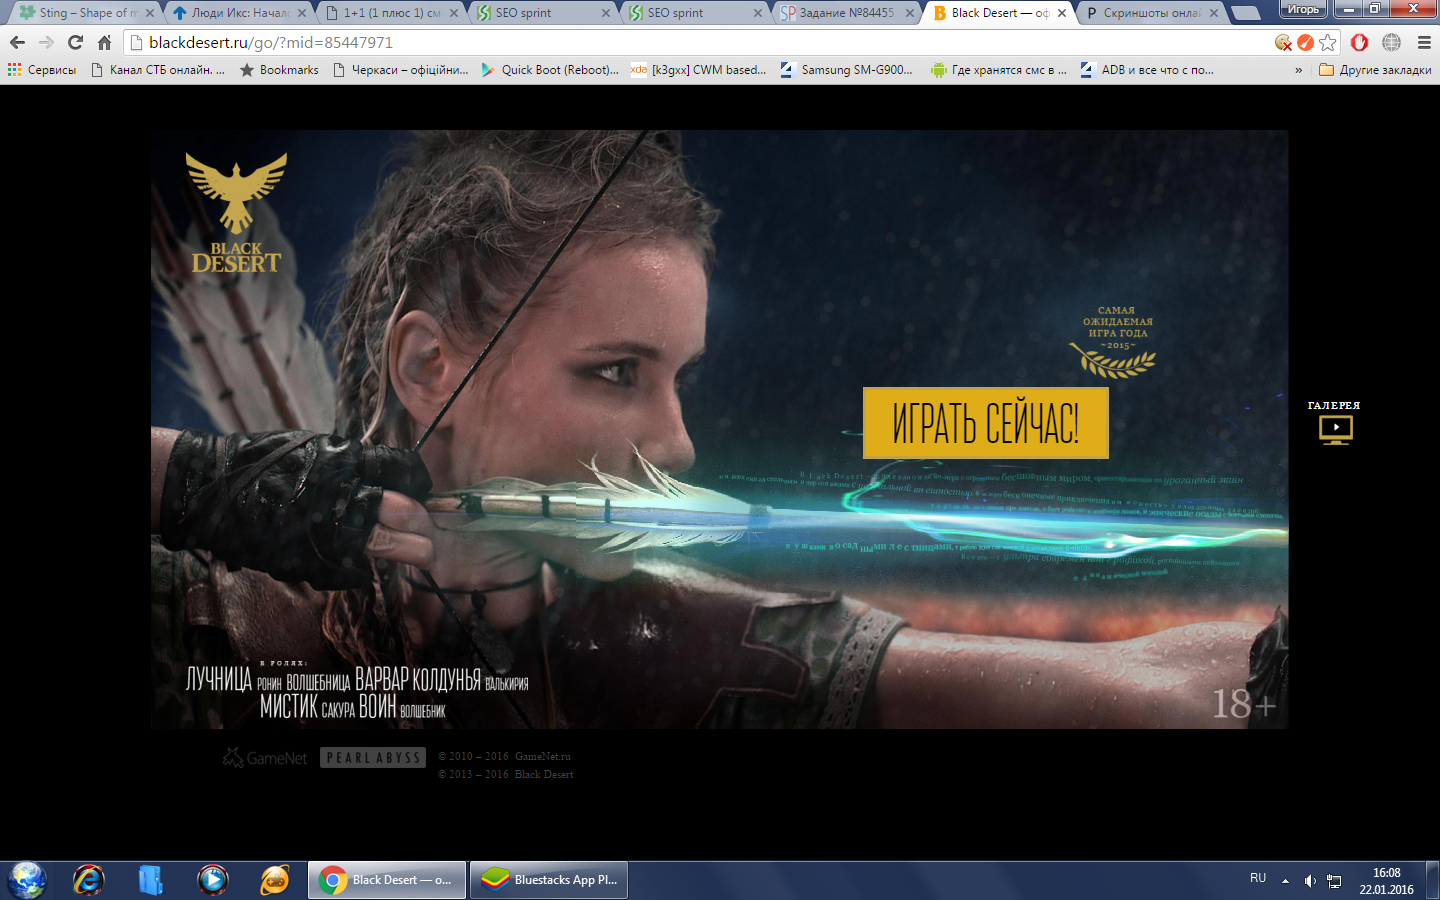 Sting – Shape of m
Люди Икс: Начало
1+1 (1 плюс 1) см
SEO sprint
SEO sprint
Задание №84455
Black Desert — оф
Скриншоты онлай
Игорь
blackdesert.ru/go/?mid=85447971
Сервисы
Канал СТБ онлайн. ...
Bookmarks
Черкаси – офіційни...
Quick Boot (Reboot)...
[k3gxx] CWM based...
Samsung SM-G900...
Где хранятся смс в ...
ADB и все что с по...
»
Другие закладки
BLACK
DESERT
САМАЯ
ОЖИДАЕМАЯ
ИГРА ГОДА
~2015~
ИГРАТЬ СЕЙЧАС!
ГАЛЕРЕЯ
В РОЛЯХ:
ЛУЧНИЦА РОНИН ВОЛШЕБНИЦА ВАРВАР КОЛДУНЬЯ ВАЛЬКИРИЯ
МИСТИК САКУРА ВОИН ВОЛШЕБНИК
18+
GameNet
PEARL ABYSS
© 2010 – 2016 GameNet.ru
© 2013 – 2016 Black Desert
Black Desert — о...
Bluestacks App Pl...
RU
16:08
22.01.2016